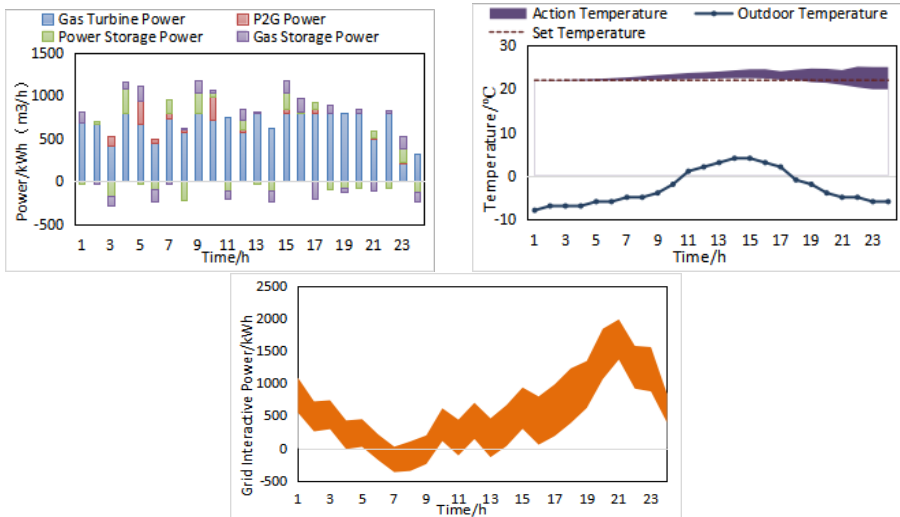 Gas Turbine Power P2G Power
Power Storage Power Gas Storage Power
1500
1000
500
0
-500
Power/kWh（m3/h）
1 3 5 7 9 11 13 15 17 19 21 23
Time/h
Action Temperature Outdoor Temperature
Set Temperature
30
20
10
0
-10
Temperature/℃
1 3 5 7 9 11 13 15 17 19 21 23
Time/h
2500
2000
1500
1000
500
0
-500
Grid Interactive Power/kWh
1 3 5 7 9 11 13 15 17 19 21 23
Time/h